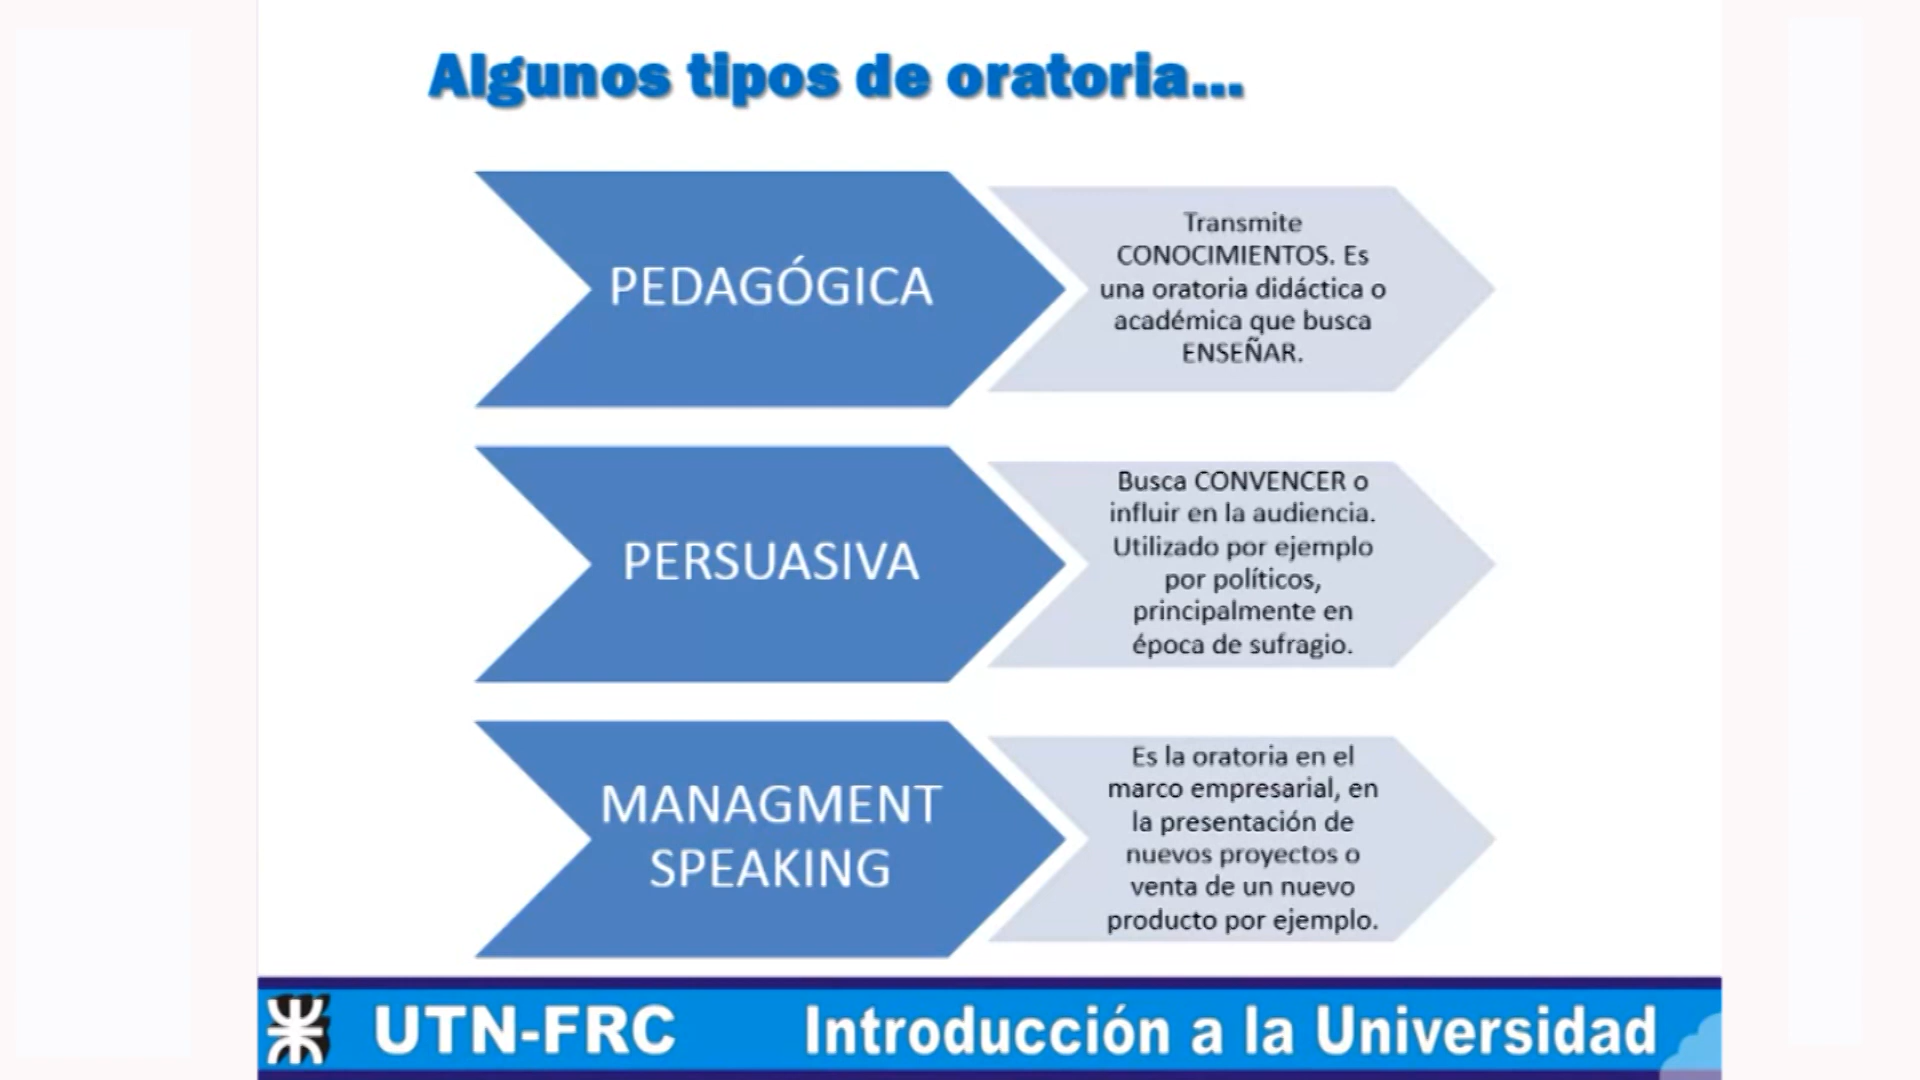 Algunos tipos de oratoria...
PEDAGÓGICA
Transmite
CONOCIMIENTOS. Es
una oratoria didáctica o
académica que busca
ENSEÑAR.
PERSUASIVA
Busca CONVENCER o
influir en la audiencia.
Utilizado por ejemplo
por políticos,
principalmente en
época de sufragio.
MANAGMENT
SPEAKING
Es la oratoria en el
marco empresarial, en
la presentación de
nuevos proyectos o
venta de un nuevo
producto por ejemplo.
UTN-FRC Introducción a la Universidad